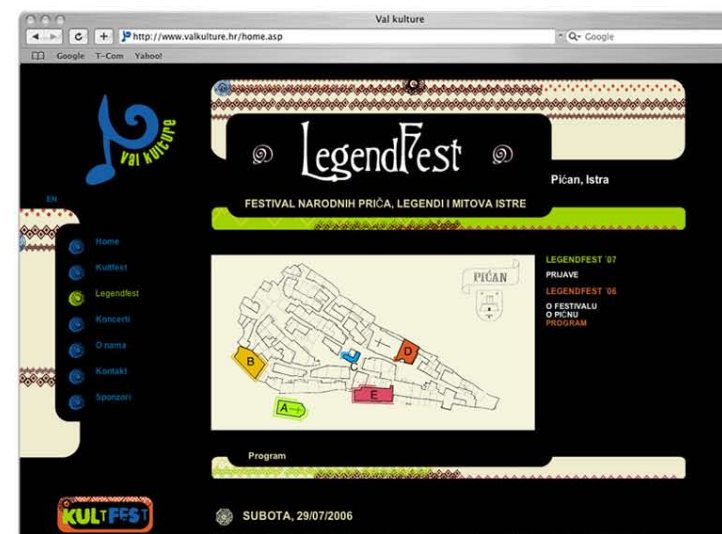 Val kulture
http://www.valkulture.hr/home.asp
Google
Google T-Com Yahoo!
Val kulture
LegendFest
Pićan, Istra
EN
FESTIVAL NARODNIH PRIČA, LEGENDI I MITOVA ISTRE
Home
Kultfest
Legendfest
Koncerti
O nama
Kontakt
Sponzori
PIĆAN
A
B
C
D
E
LEGENDFEST '07
PRIJAVE
LEGENDFEST '06
O FESTIVALU
O PIĆNU
PROGRAM
Program
KULTFEST
SUBOTA, 29/07/2006